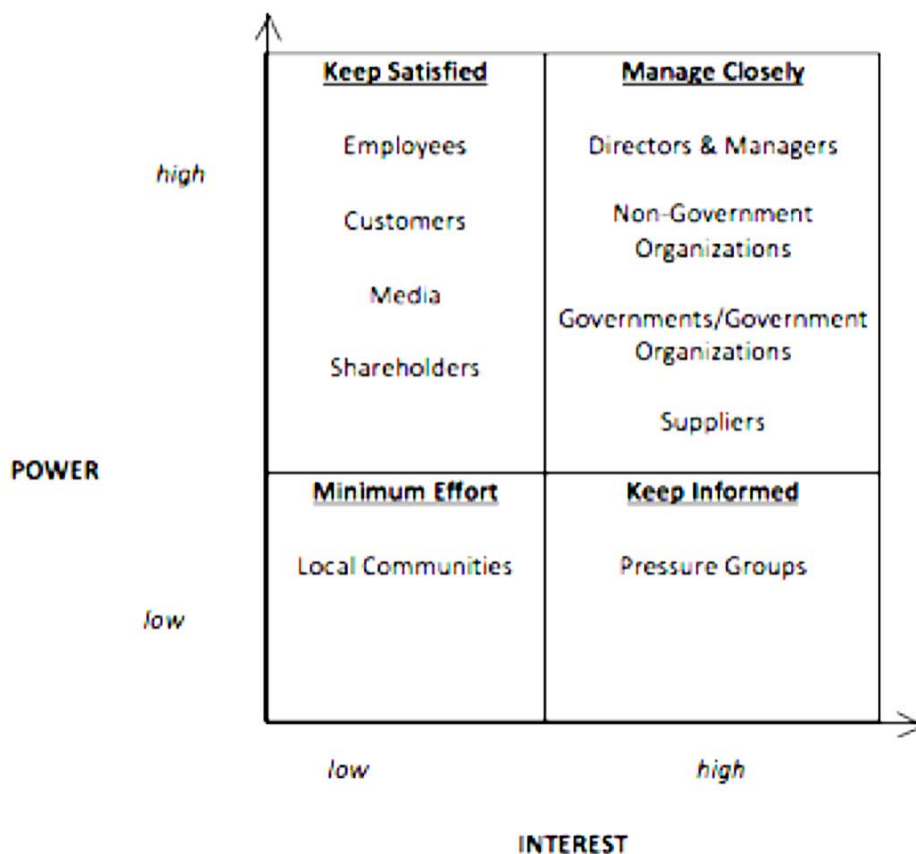 Keep Satisfied
Employees
Customers
Media
Shareholders
Manage Closely
Directors & Managers
Non-Government
Organizations
Governments/Government
Organizations
Suppliers
high
POWER
Minimum Effort
Local Communities
Keep Informed
Pressure Groups
low
low
high
INTEREST